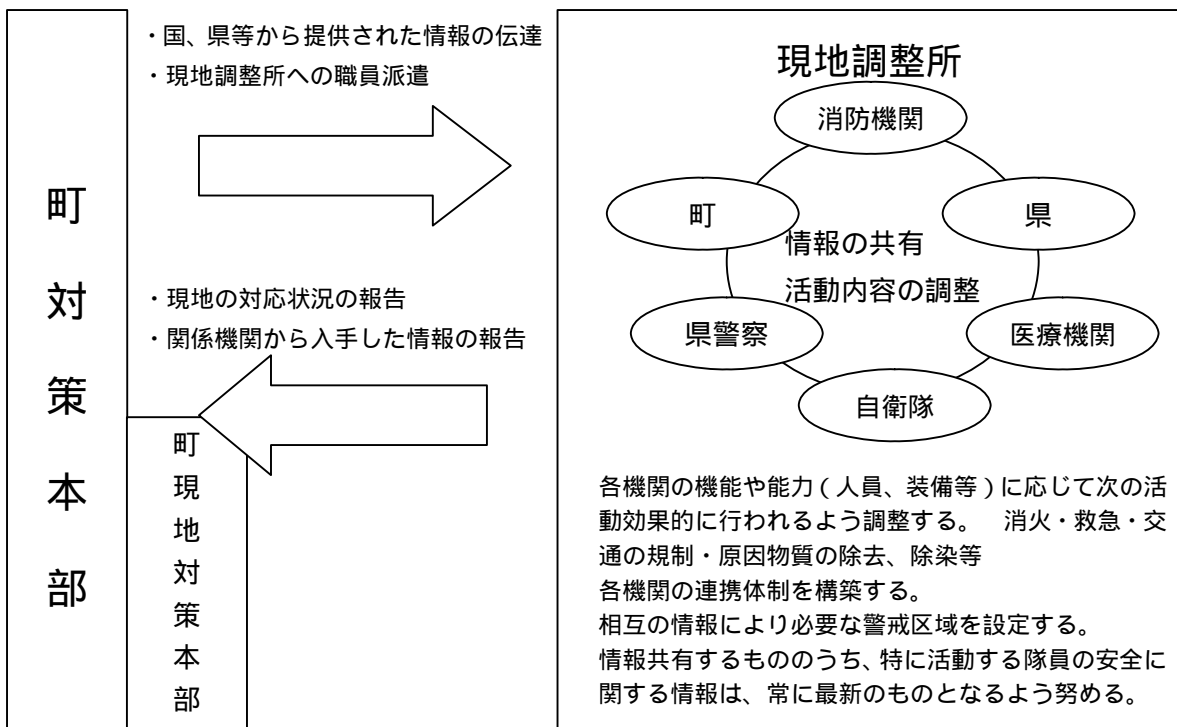 町対策本部
・国、県等から提供された情報の伝達
・現地調整所への職員派遣
・現地の対応状況の報告
・関係機関から入手した情報の報告
町現地対策本部
現地調整所
消防機関
町
県
情報の共有
活動内容の調整
県警察
医療機関
自衛隊
各機関の機能や能力（人員、装備等）に応じて次の活
動効果的に行われるよう調整する。　消火・救急・交
通の規制・原因物質の除去、除染等
各機関の連携体制を構築する。
相互の情報により必要な警戒区域を設定する。
情報共有するもののうち、特に活動する隊員の安全に
関する情報は、常に最新のものとなるよう努める。